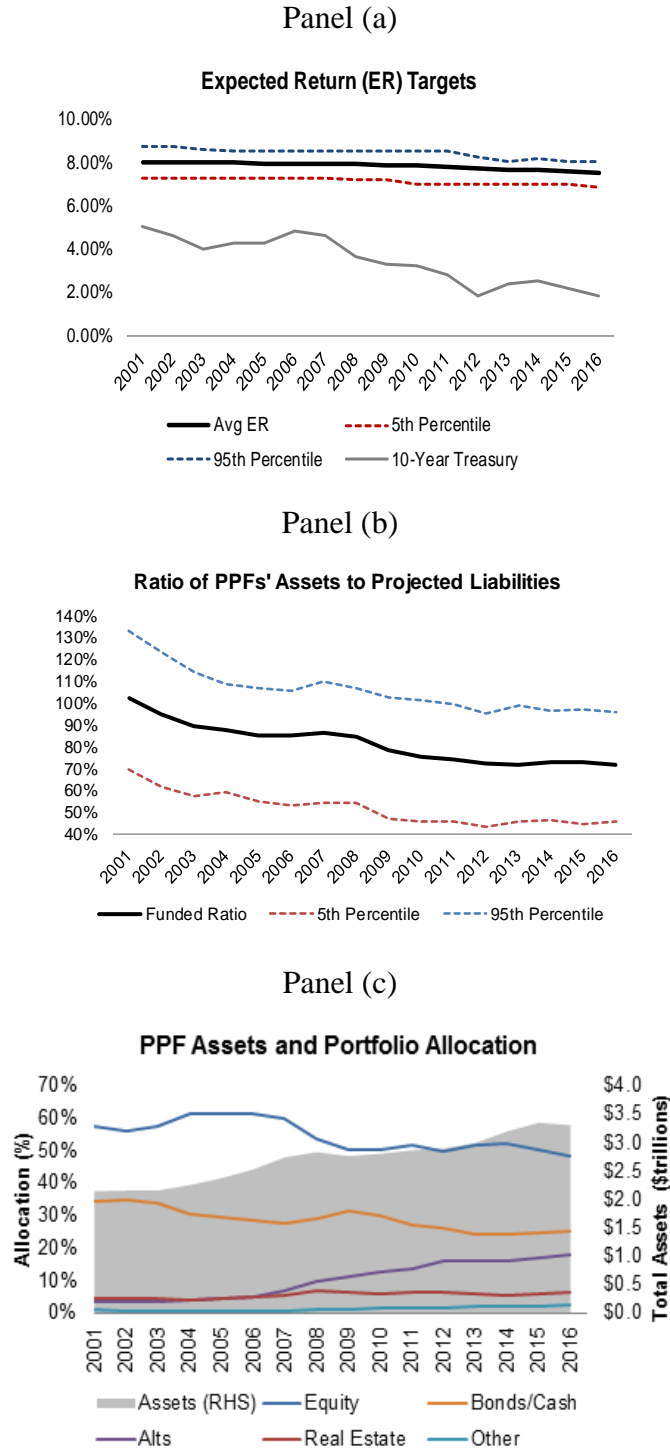 Panel (a)
Expected Return (ER) Targets
10.00%
8.00%
6.00%
4.00%
2.00%
0.00%
2001 2002 2003 2004 2005 2006 2007 2008 2009 2010 2011 2012 2013 2014 2015 2016
Avg ER 5th Percentile
95th Percentile 10-Year Treasury
Panel (b)
Ratio of PPFs' Assets to Projected Liabilities
140%
130%
120%
110%
100%
90%
80%
70%
60%
50%
40%
2001 2002 2003 2004 2005 2006 2007 2008 2009 2010 2011 2012 2013 2014 2015 2016
Funded Ratio 5th Percentile 95th Percentile
Panel (c)
PPF Assets and Portfolio Allocation
Allocation (%)
70% $4.0
60% $3.5
50% $3.0
40% $2.5
30% $2.0
20% $1.5
10% $1.0
0% $0.5
$0.0
Total Assets ($trillions)
2001 2002 2003 2004 2005 2006 2007 2008 2009 2010 2011 2012 2013 2014 2015 2016
Assets (RHS) Equity Bonds/Cash
Alts Real Estate Other